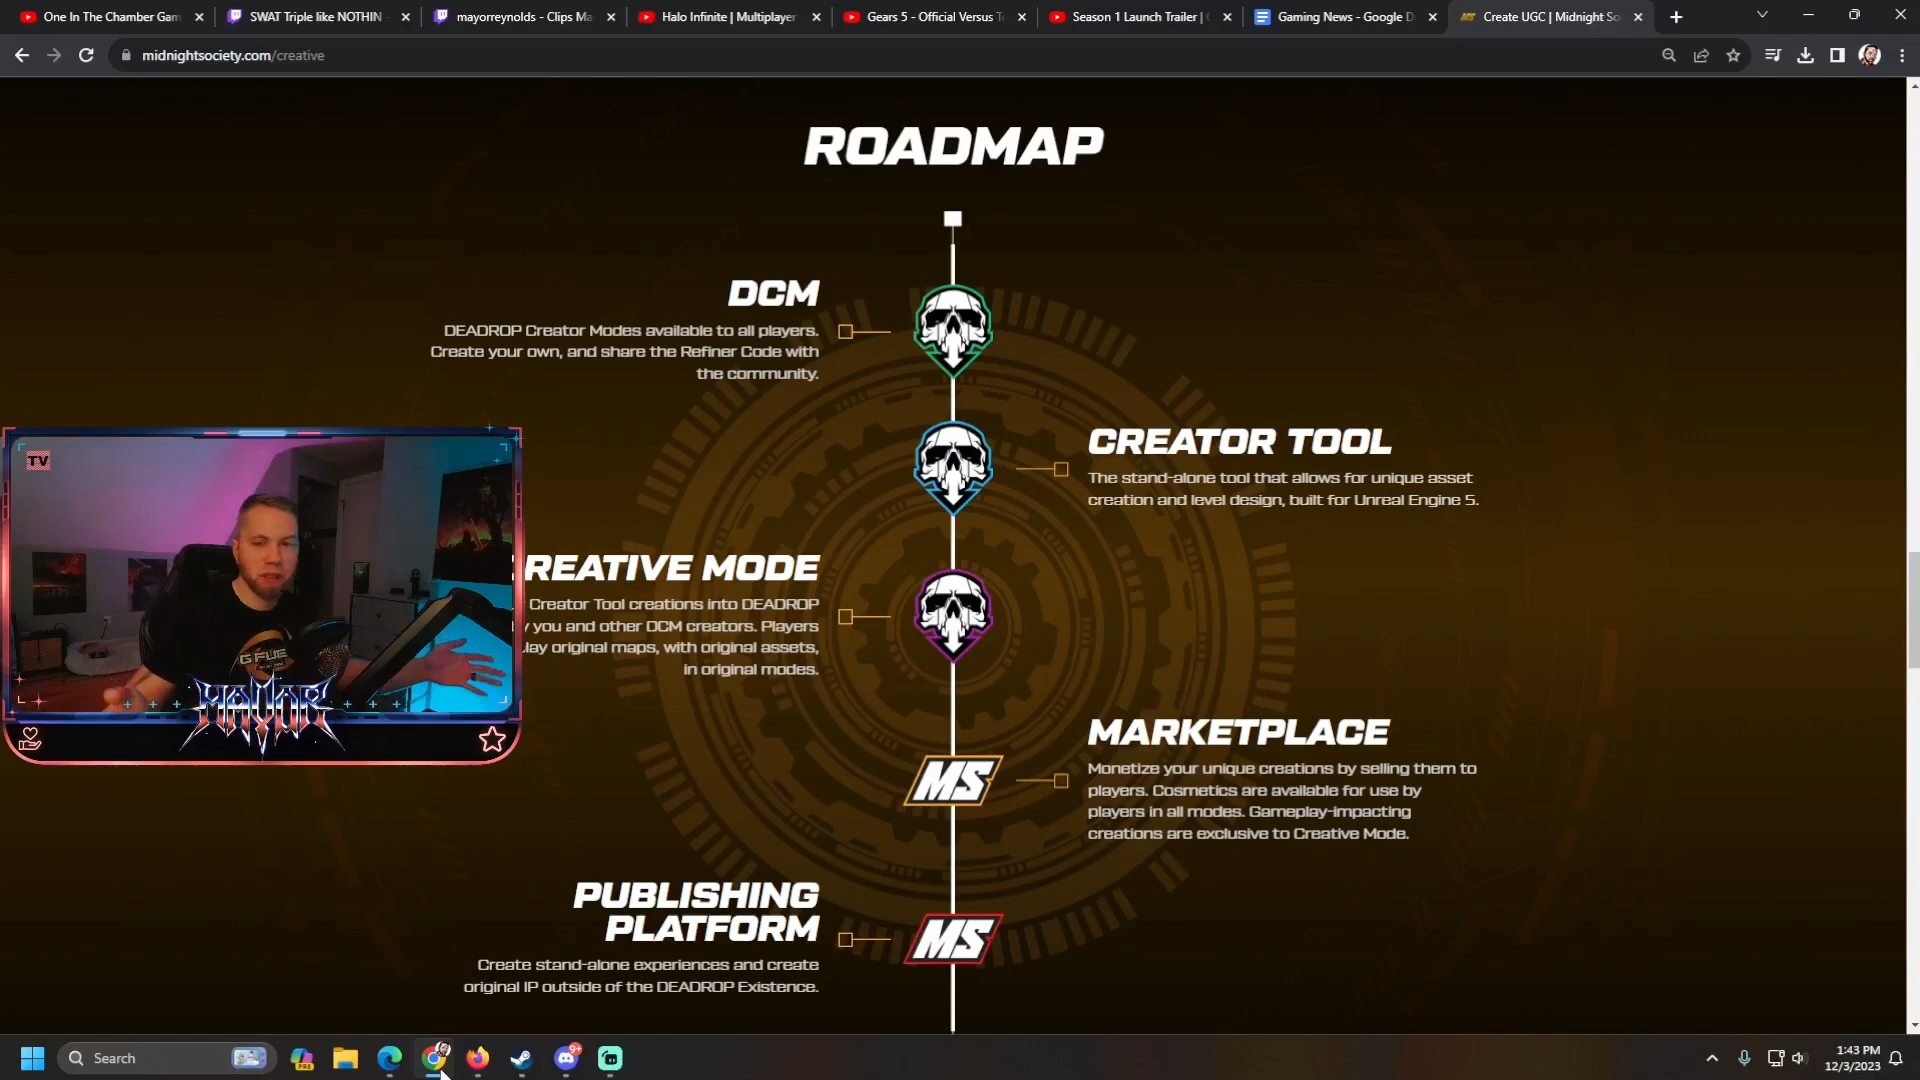 One In The Chamber Gam
SWAT Triple like NOTHIN
mayorreynolds - Clips Ma
Halo Infinite | Multiplayer
Gears 5 - Official Versus T
Season 1 Launch Trailer |
Gaming News - Google D
Create UGC | Midnight So
midnightsociety.com/creative
ROADMAP
DCM
DEADROP Creator Modes available to all players.
Create your own, and share the Refiner Code with
the community.
CREATOR TOOL
The stand-alone tool that allows for unique asset
creation and level design, built for Unreal Engine 5.
TV
REATIVE MODE
Creator Tool creations into DEADROP
y you and other DCM creators. Players
lay original maps, with original assets,
in original modes.
G FUE
MAYOR
MS
MARKETPLACE
Monetize your unique creations by selling them to
players. Cosmetics are available for use by
players in all modes. Gameplay-impacting
creations are exclusive to Creative Mode.
PUBLISHING
PLATFORM
MS
Create stand-alone experiences and create
original IP outside of the DEADROP Existence.
Search
PRE
9+
1:43 PM
12/3/2023